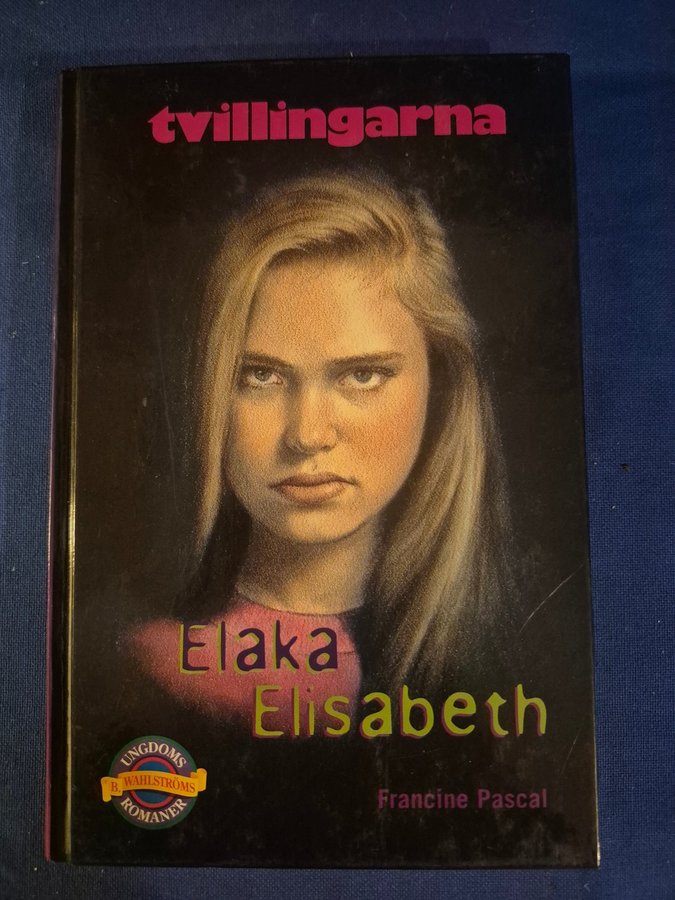 tvillingarna
Elaka
Elisabeth
UNGDOMS
B. WAHLSTRÖMS
ROMANER
Francine Pascal